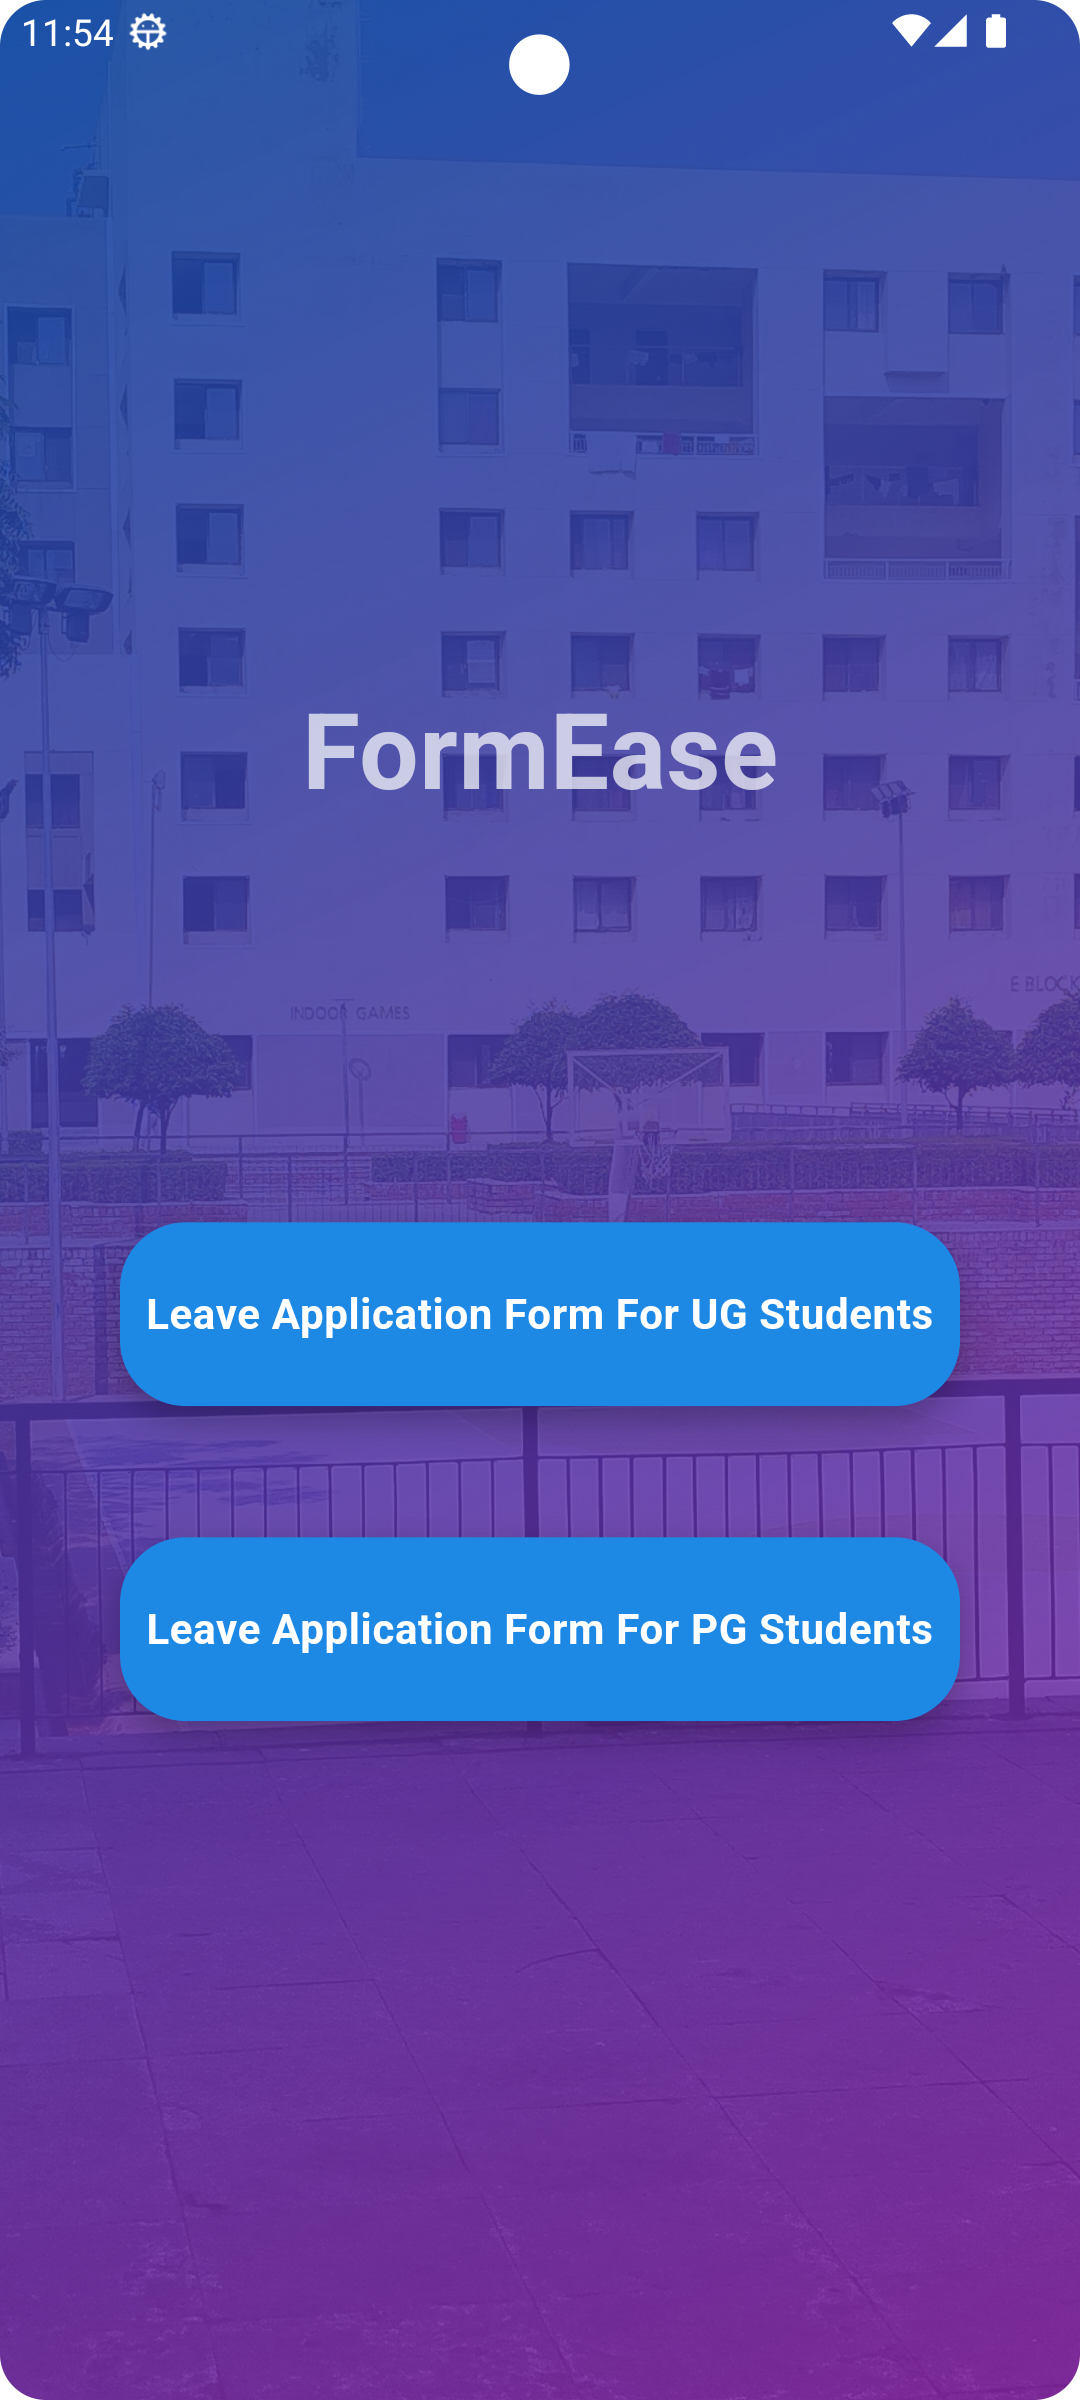 11:54
FormEase
INDOOR GAMES
E BLOCK
Leave Application Form For UG Students
Leave Application Form For PG Students